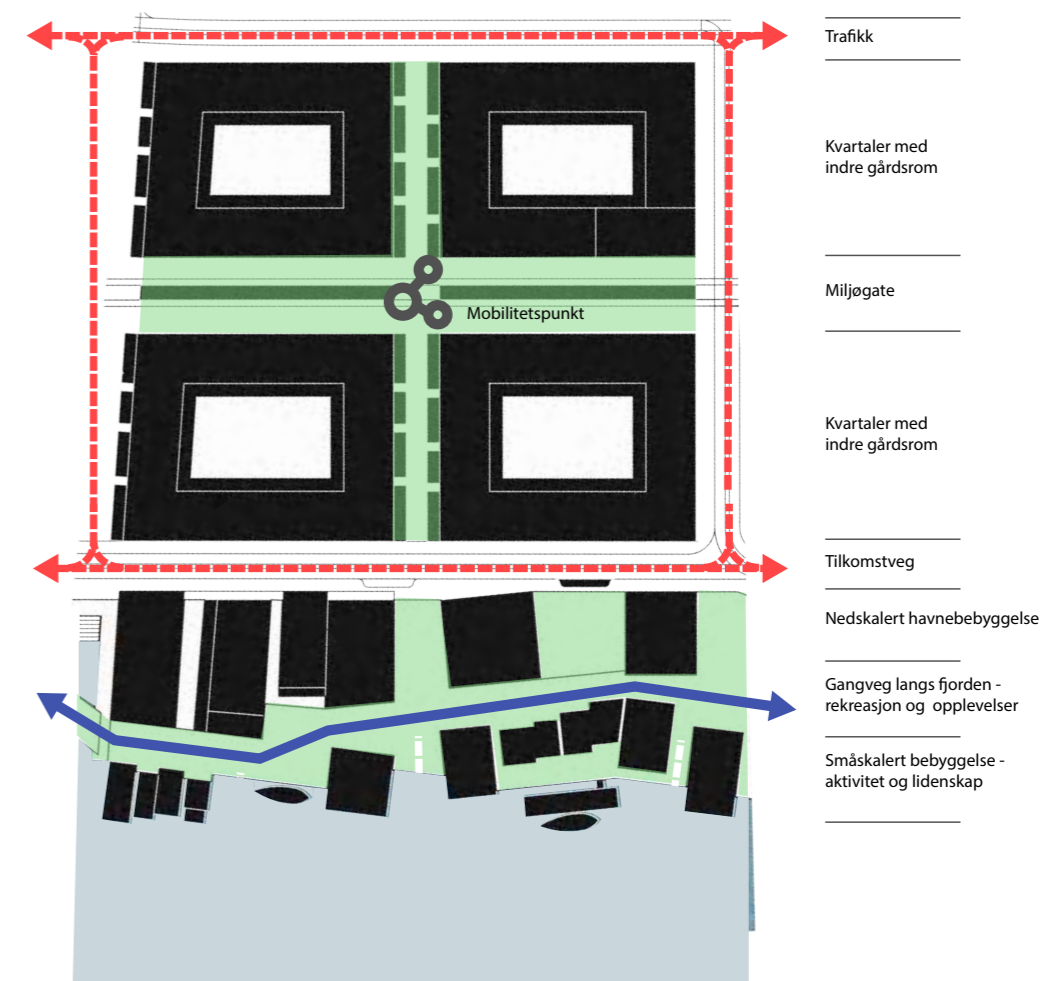 Trafikk
Kvartaler med
indre gårdsrom
Miljøgate
Mobilitetspunkt
Kvartaler med
indre gårdsrom
Tilkomstveg
Nedskalert havnebebyggelse
Gangveg langs fjorden -
rekreasjon og opplevelser
Småskalert bebyggelse -
aktivitet og lidenskap